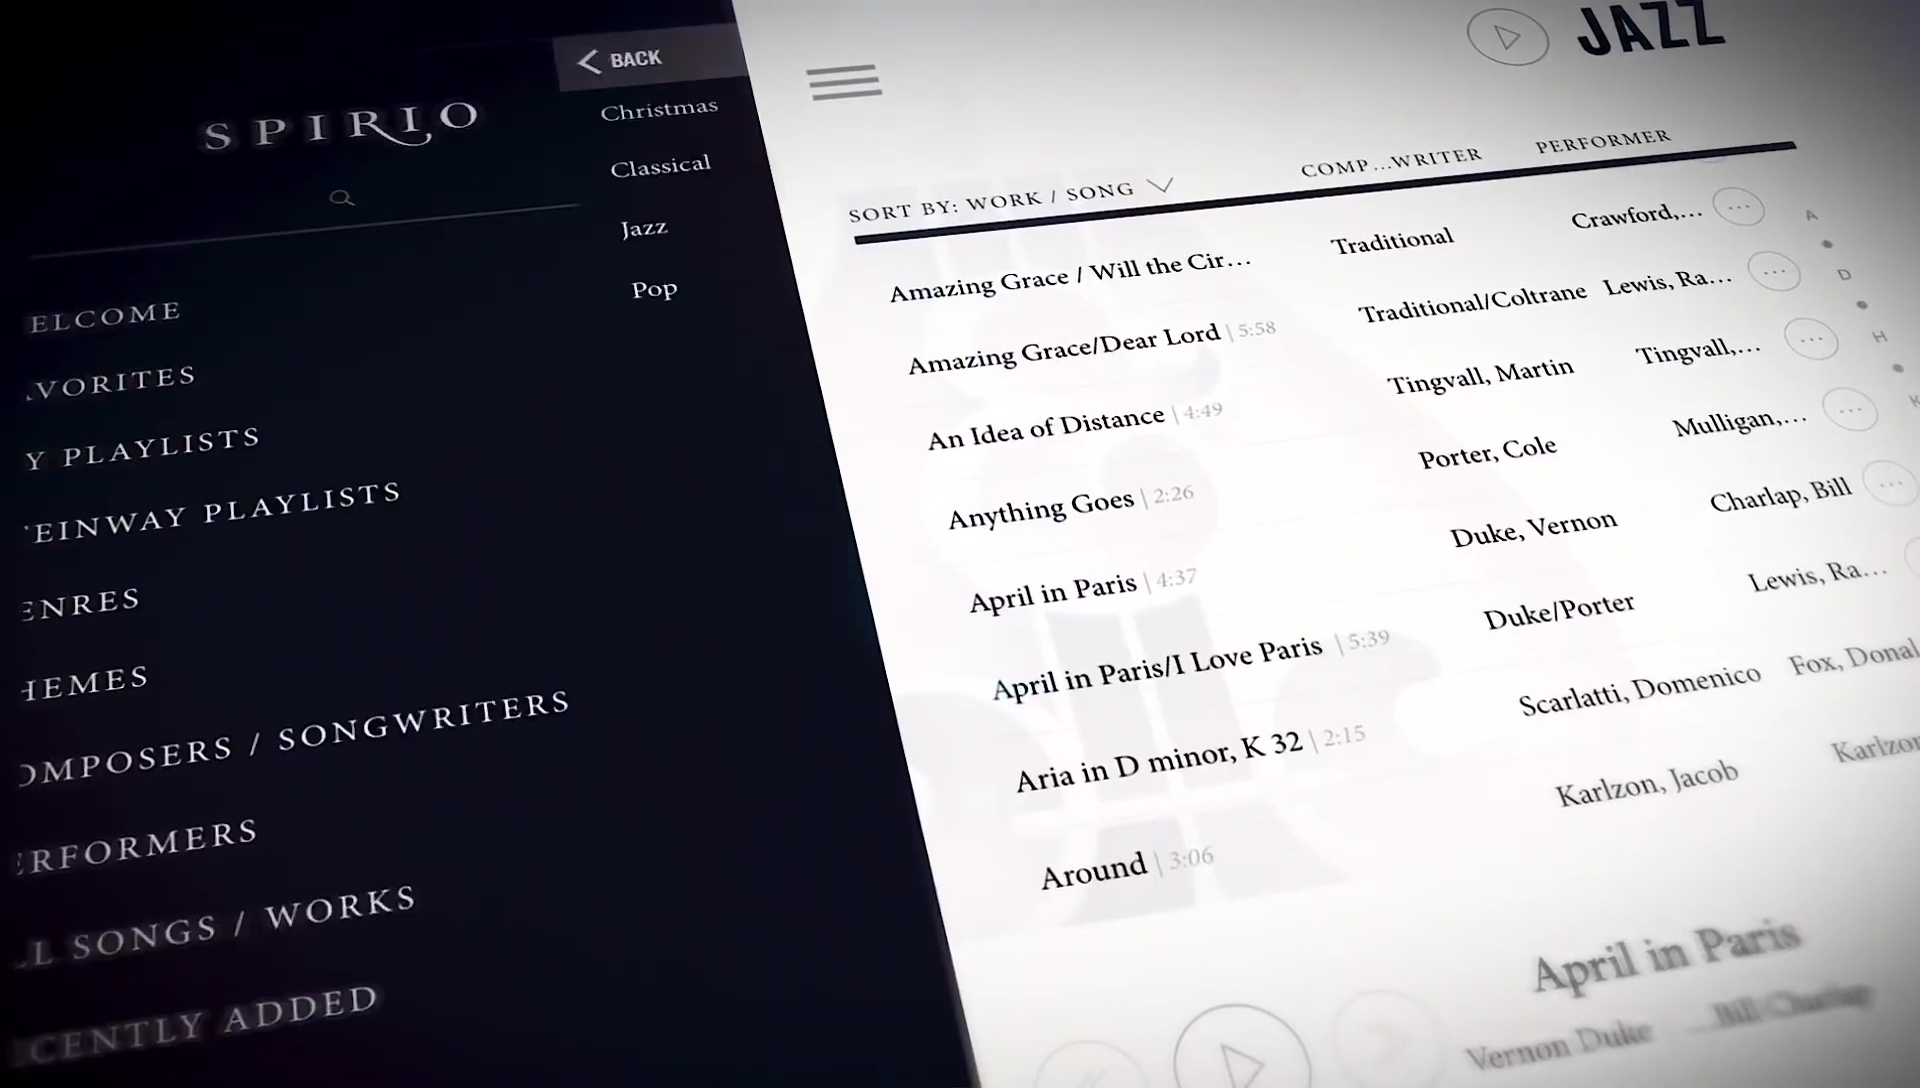 BACK
SPIRIO
Christmas
Classical
Jazz
Pop
ELCOME
VORITES
Y PLAYLISTS
EINWAY PLAYLISTS
ENRES
HEMES
OMPOSERS / SONGWRITERS
RFORMERS
L SONGS / WORKS
CENTLY ADDED
JAZZ
SORT BY: WORK / SONG
COMP...WRITER
PERFORMER
Amazing Grace / Will the Cir... Traditional Crawford,...
Amazing Grace/Dear Lord | 5:58 Traditional/Coltrane Lewis, Ra...
An Idea of Distance | 4:49 Tingvall, Martin Tingvall,...
Anything Goes | 2:26 Porter, Cole Mulligan,...
April in Paris | 4:37 Duke, Vernon Charlap, Bill
April in Paris/I Love Paris | 5:39 Duke/Porter Lewis, Ra...
Aria in D minor, K 32 | 2:15 Scarlatti, Domenico Fox, Donal
Around | 3:06 Karlzon, Jacob Karlzon
A
D
H
K
April in Paris
Vernon Duke Bill Charlap